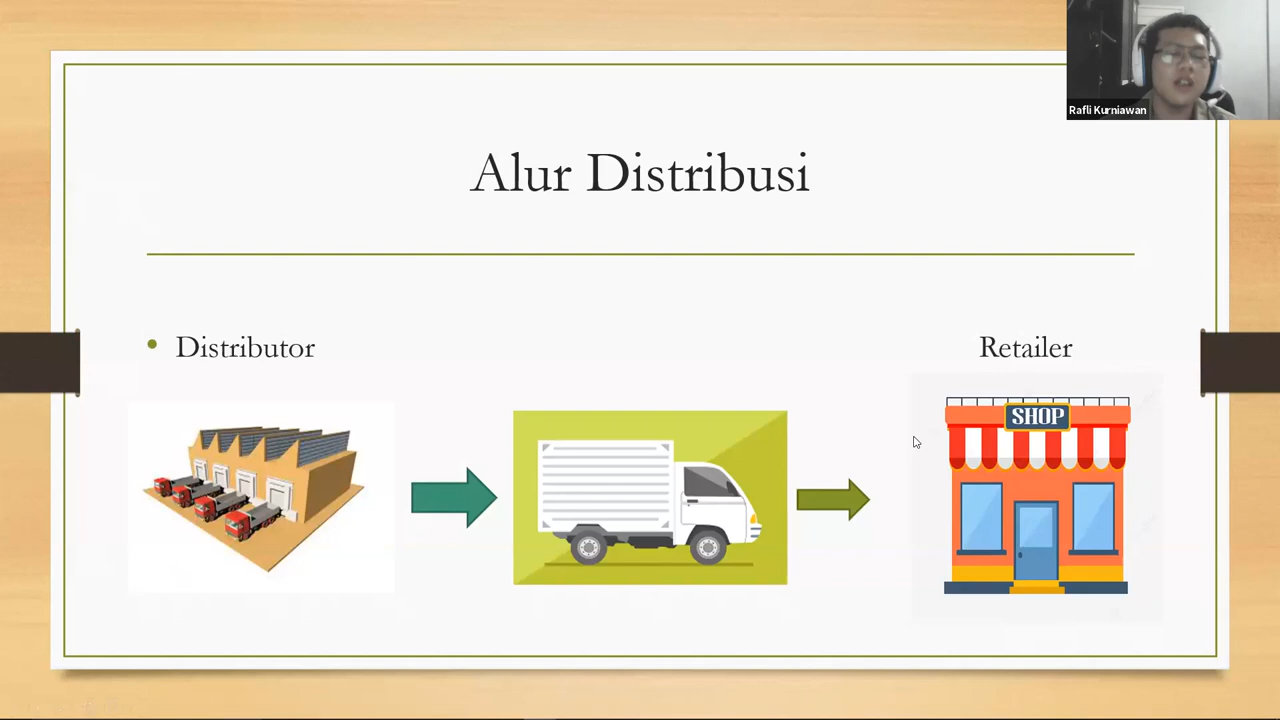 Rafli Kurniawan
Alur Distribusi
Distributor
Retailer
SHOP